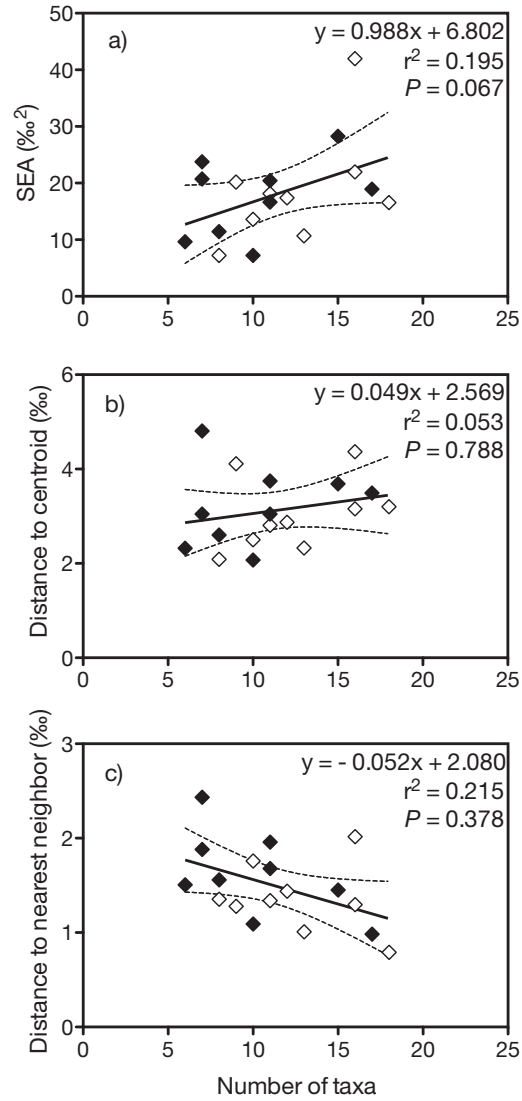 50
a)
y = 0.988x + 6.802
r² = 0.195
P = 0.067
40
30
20
10
0
SEA (‰²)
0 5 10 15 20 25
6
b)
y = 0.049x + 2.569
r² = 0.053
P = 0.788
4
2
0
Distance to centroid (‰)
0 5 10 15 20 25
3
c)
y = - 0.052x + 2.080
r² = 0.215
P = 0.378
2
1
0
Distance to nearest neighbor (‰)
0 5 10 15 20 25
Number of taxa